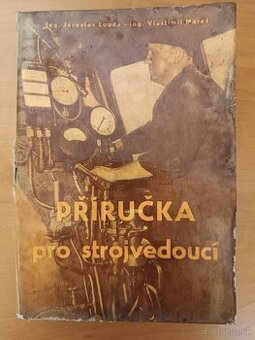 Ing. Jaroslav Louda - ing. Vlastimil Mareš
PŘÍRUČKA
pro strojvedoucí